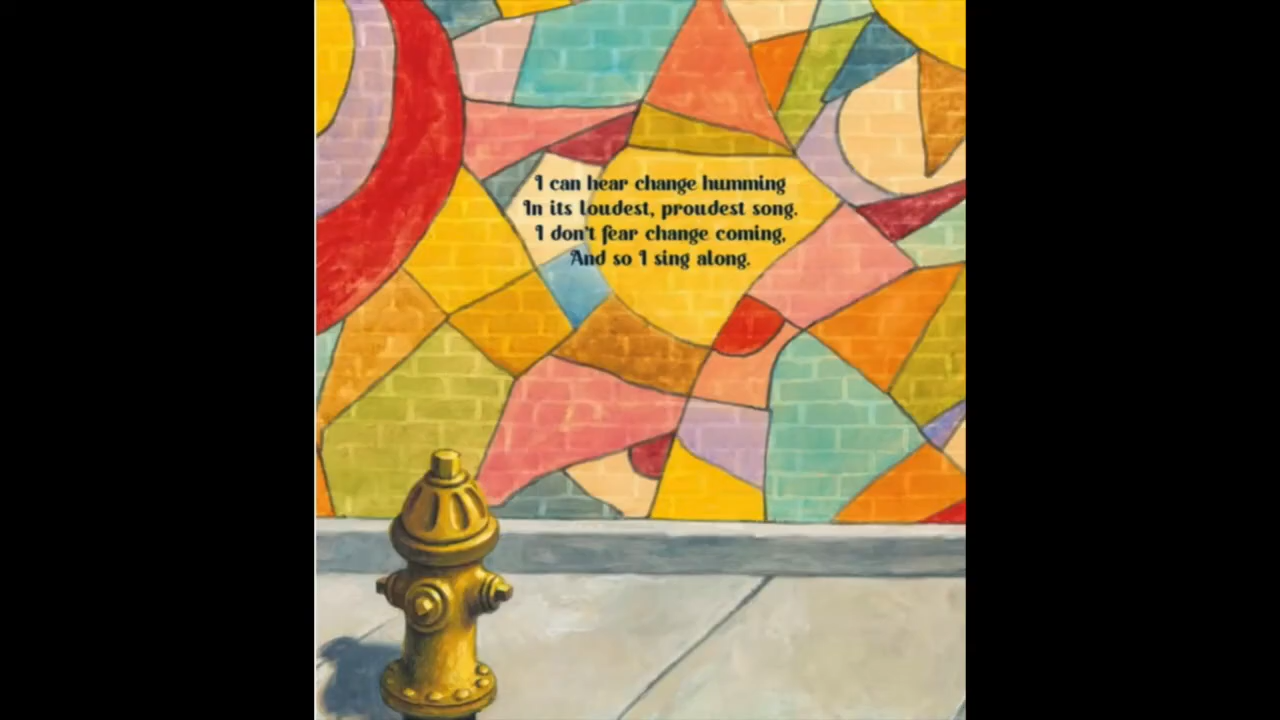 I can hear change humming
In its loudest, proudest song.
I don't fear change coming,
And so I sing along.